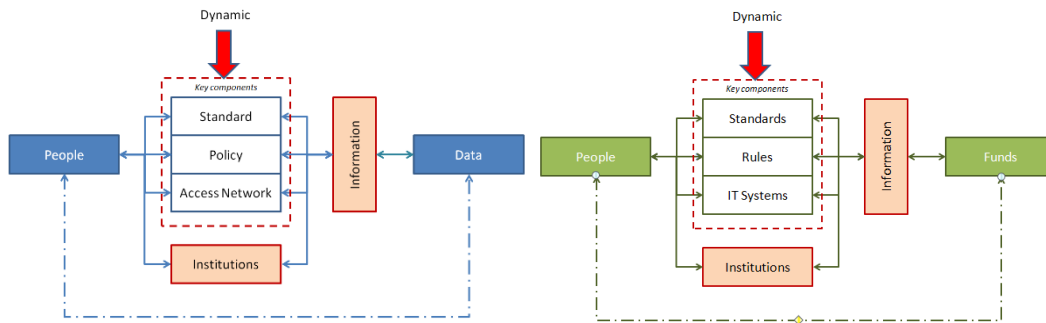 Dynamic
Key components
Standard
People
Policy
Information
Data
Access Network
Institutions
Dynamic
Key components
Standards
People
Rules
Information
Funds
IT Systems
Institutions